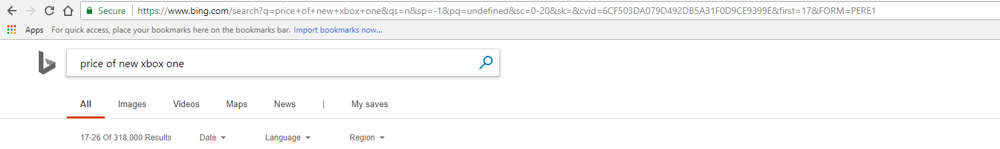 Secure https://www.bing.com/search?q=price+of+new+xbox+one&qs=n&sp=-1&pq=undefined&sc=0-20&sk=&cvid=6CF503DA079D492DB5A31F0D9CE9399E&first=17&FORM=PERE1
Apps For quick access, place your bookmarks here on the bookmarks bar. Import bookmarks now...
price of new xbox one
All Images Videos Maps News | My saves
17-26 Of 318,000 Results Date Language Region